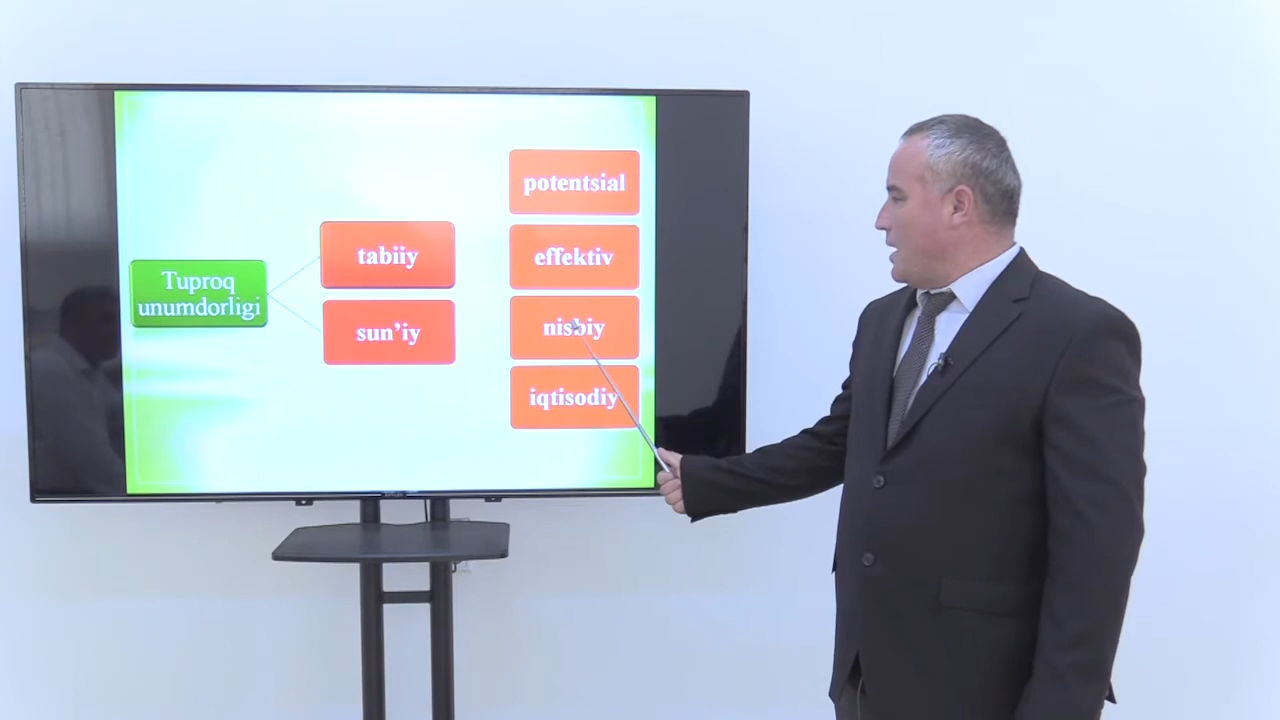 Tuproq
unumdorligi
tabiiy
sun’iy
potentsial
effektiv
nisbiy
iqtisodiy